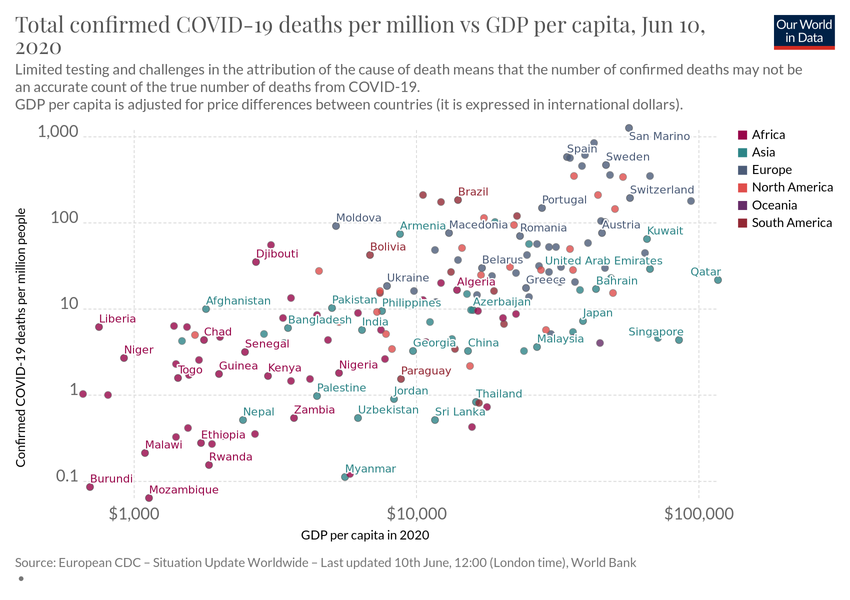 Total confirmed COVID-19 deaths per million vs GDP per capita, Jun 10,
2020
Our World
in Data
Limited testing and challenges in the attribution of the cause of death means that the number of confirmed deaths may not be
an accurate count of the true number of deaths from COVID-19.
GDP per capita is adjusted for price differences between countries (it is expressed in international dollars).
Confirmed COVID-19 deaths per million people
1,000
100
10
1
0.1
San Marino
Spain
Sweden
Brazil
Switzerland
Portugal
Moldova
Armenia
Macedonia
Romania
Austria
Kuwait
Djibouti
Bolivia
Belarus
United Arab Emirates
Qatar
Ukraine
Algeria
Greece
Bahrain
Afghanistan
Pakistan
Philippines
Azerbaijan
Liberia
Bangladesh
India
Japan
Chad
Senegal
Georgia
China
Malaysia
Singapore
Niger
Togo
Guinea
Kenya
Nigeria
Paraguay
Palestine
Jordan
Thailand
Nepal
Zambia
Uzbekistan
Sri Lanka
Ethiopia
Malawi
Rwanda
Myanmar
Burundi
Mozambique
$1,000
$10,000
$100,000
GDP per capita in 2020
Africa
Asia
Europe
North America
Oceania
South America
Source: European CDC – Situation Update Worldwide – Last updated 10th June, 12:00 (London time), World Bank